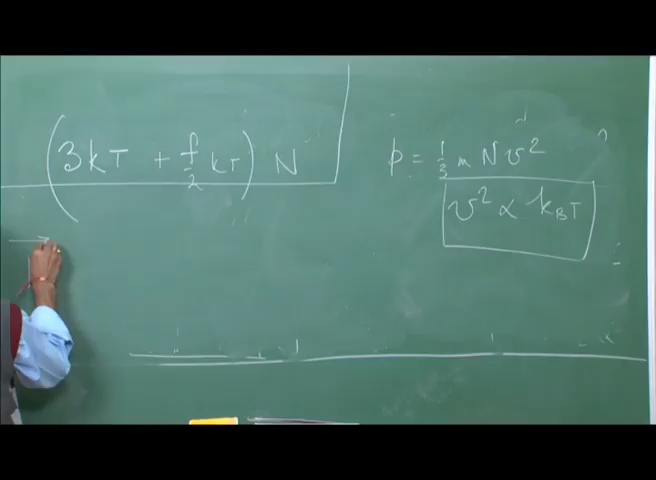 (3kT + f/2 kT) N
p = 1/3 m N v²
v² ∝ k_B T